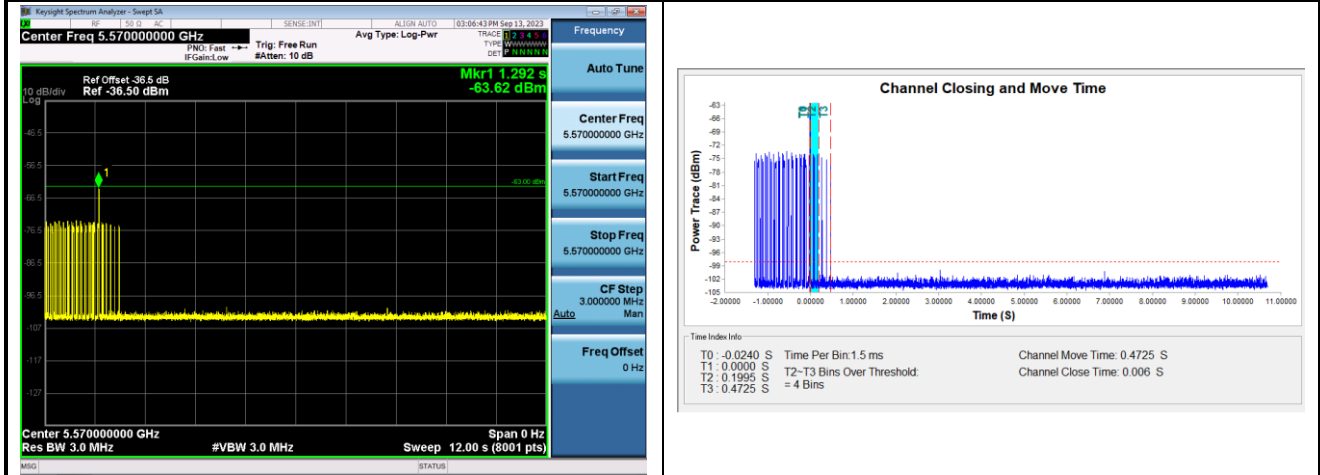 Keysight Spectrum Analyzer - Swept SA
RF 50 Ω AC SENSE:INT ALIGN AUTO 03:06:43 PM Sep 13, 2023
Center Freq 5.570000000 GHz
PNO: Fast
IFGain:Low
Trig: Free Run
#Atten: 10 dB
Avg Type: Log-Pwr
TRACE 1 2 3 4 5 6
TYPE WWWWWW
DET P N N N N N
Ref Offset -36.5 dB
10 dB/div Ref -36.50 dBm
Log
Mkr1 1.292 s
-63.62 dBm
-46.5
-56.5
1
-63.00 dBm
-66.5
-76.5
-86.5
-96.5
-107
-117
-127
Center 5.570000000 GHz Span 0 Hz
Res BW 3.0 MHz #VBW 3.0 MHz Sweep 12.00 s (8001 pts)
MSG STATUS
Frequency
Auto Tune
Center Freq
5.570000000 GHz
Start Freq
5.570000000 GHz
Stop Freq
5.570000000 GHz
CF Step
3.000000 MHz
Auto Man
Freq Offset
0 Hz
Channel Closing and Move Time
Power Trace (dBm)
-63
-66
-69
-72
-75
-78
-81
-84
-87
-90
-93
-96
-99
-102
-105
T0 T2 T3
-2.00000 -1.00000 0.00000 1.00000 2.00000 3.00000 4.00000 5.00000 6.00000 7.00000 8.00000 9.00000 10.00000 11.00000
Time (S)
Time Index Info
T0 : -0.0240 S
T1 : 0.0000 S
T2 : 0.1995 S
T3 : 0.4725 S
Time Per Bin:1.5 ms
T2~T3 Bins Over Threshold:
= 4 Bins
Channel Move Time: 0.4725 S
Channel Close Time: 0.006 S